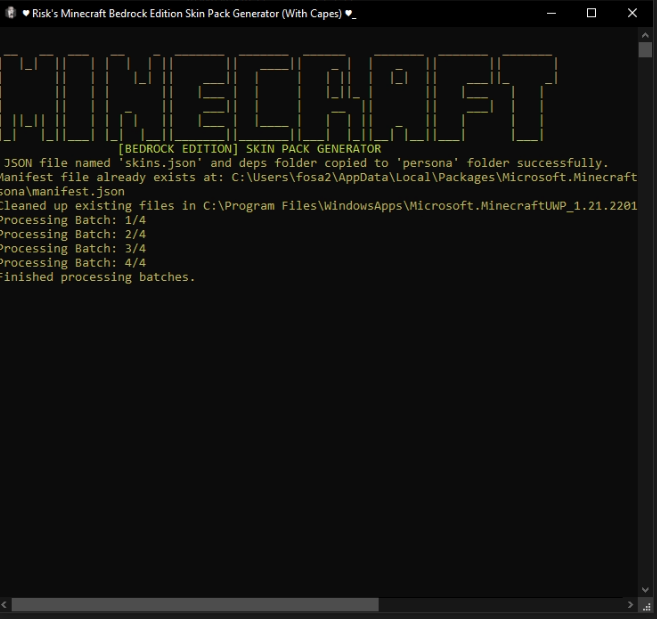 ♥ Risk's Minecraft Bedrock Edition Skin Pack Generator (With Capes) ♥_
MINECRAFT
[BEDROCK EDITION] SKIN PACK GENERATOR
JSON file named 'skins.json' and deps folder copied to 'persona' folder successfully.
Manifest file already exists at: C:\Users\fosa2\AppData\Local\Packages\Microsoft.Minecraft
sona\manifest.json
Cleaned up existing files in C:\Program Files\WindowsApps\Microsoft.MinecraftUWP_1.21.2201
Processing Batch: 1/4
Processing Batch: 2/4
Processing Batch: 3/4
Processing Batch: 4/4
Finished processing batches.